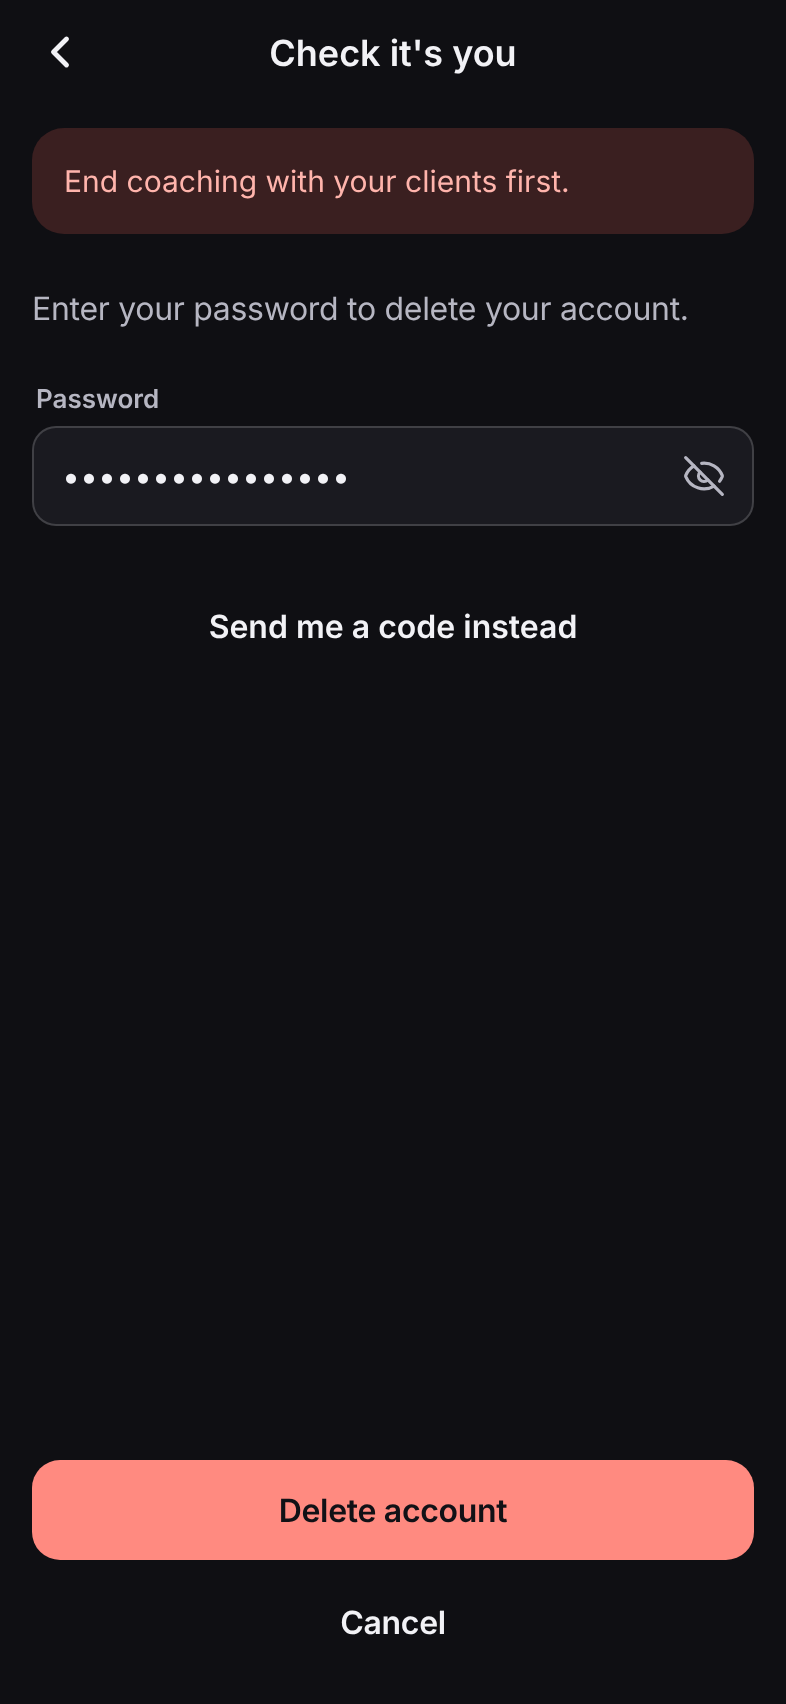 Check it's you
End coaching with your clients first.
Enter your password to delete your account.
Password
••••••••••••••••
Send me a code instead
Delete account
Cancel